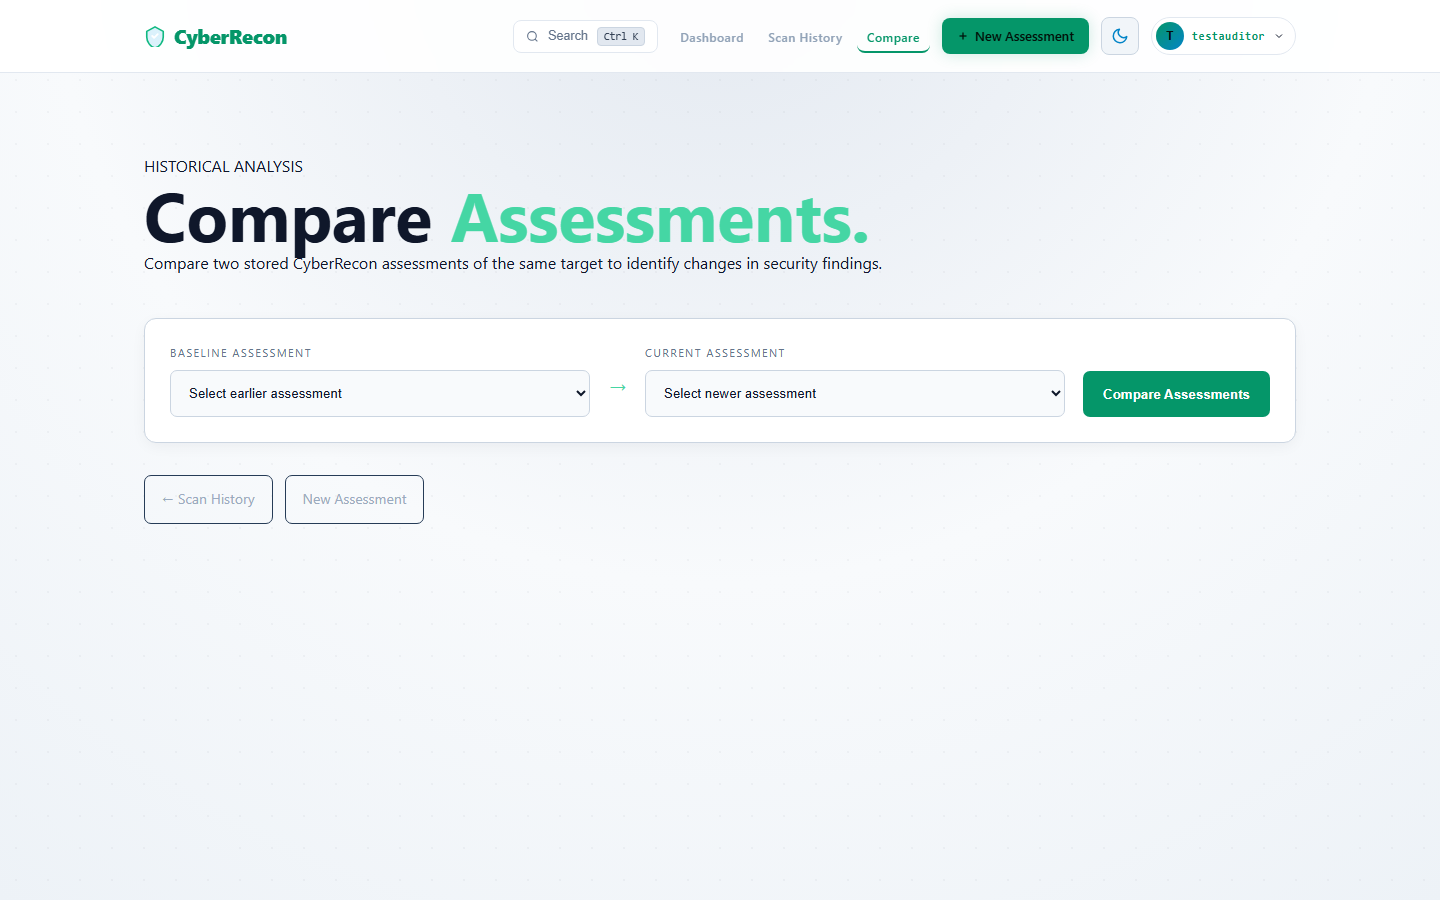 CyberRecon
Search Ctrl K
Dashboard
Scan History
Compare
+ New Assessment
T testauditor
HISTORICAL ANALYSIS
Compare Assessments.
Compare two stored CyberRecon assessments of the same target to identify changes in security findings.
BASELINE ASSESSMENT
Select earlier assessment
→
CURRENT ASSESSMENT
Select newer assessment
Compare Assessments
← Scan History
New Assessment